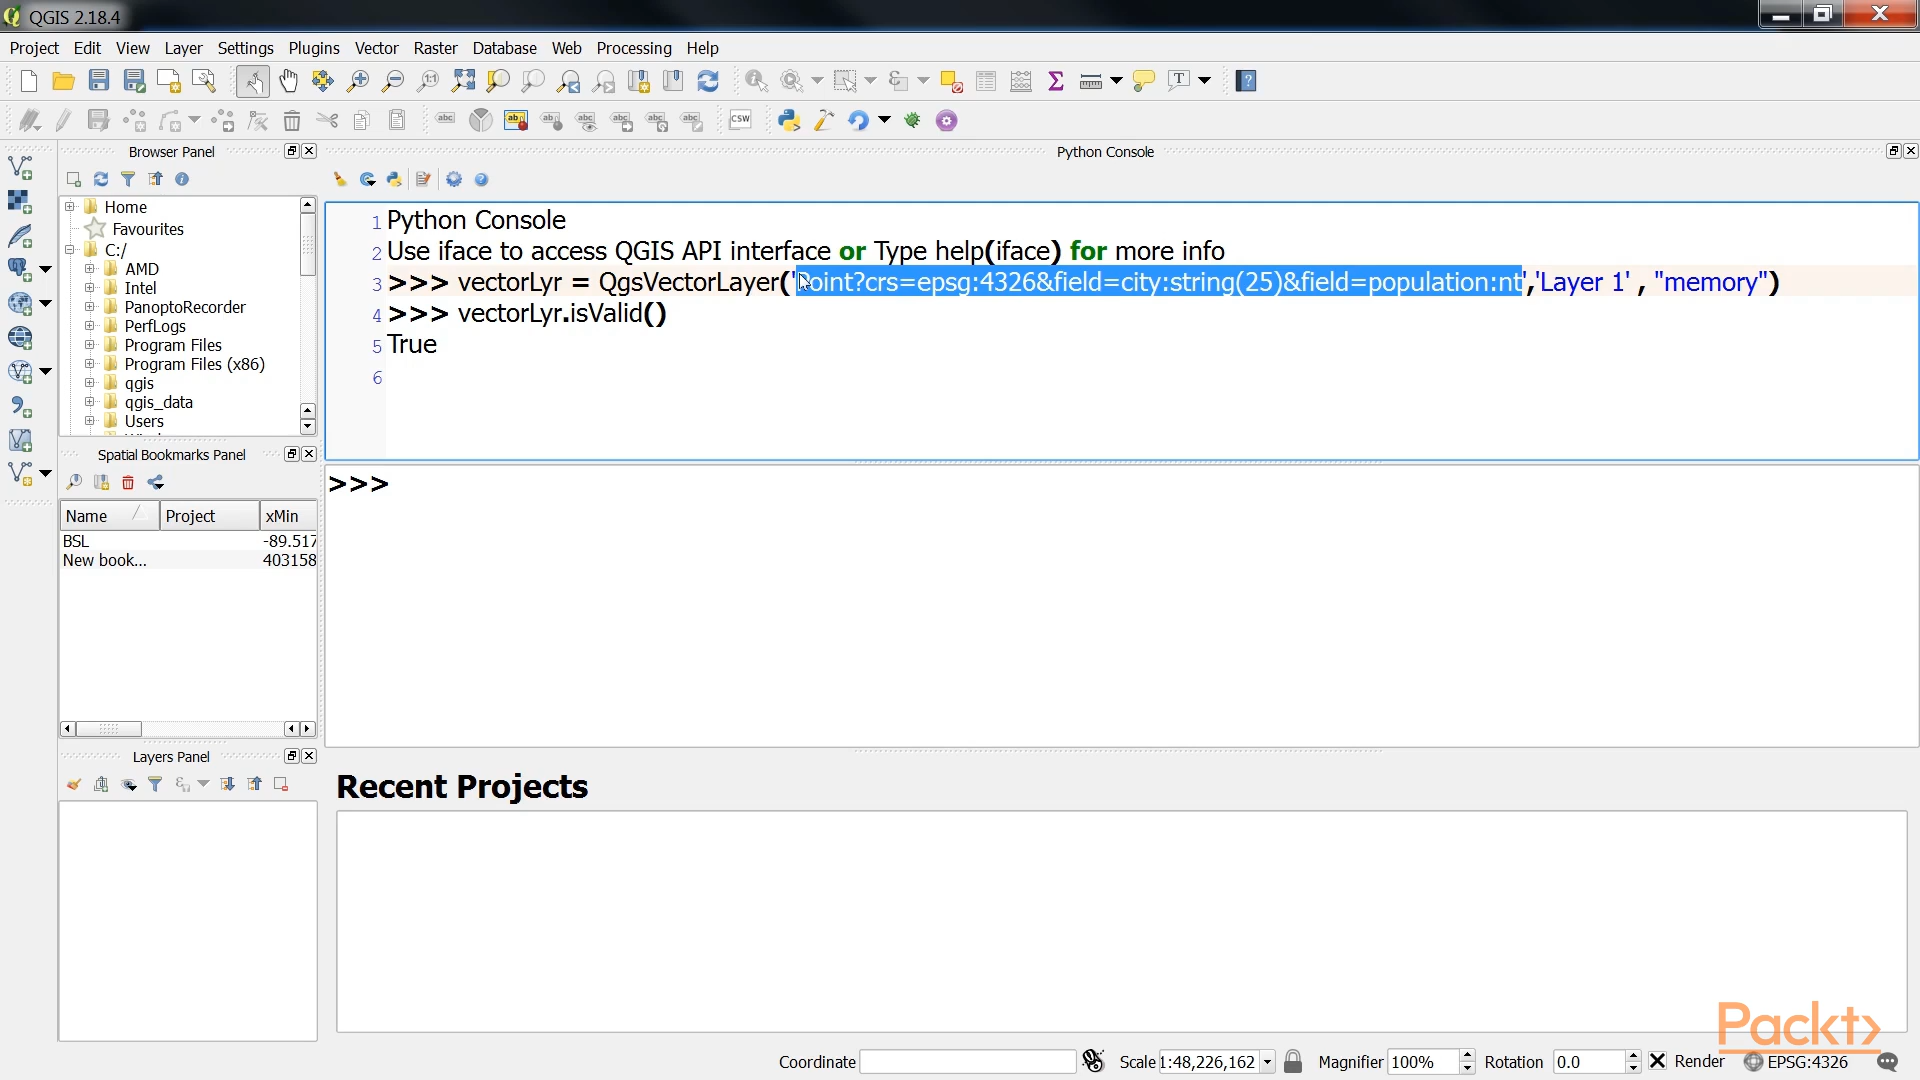 QGIS 2.18.4
Project Edit View Layer Settings Plugins Vector Raster Database Web Processing Help
Browser Panel
Python Console
Home
Favourites
C:/
AMD
Intel
PanoptoRecorder
PerfLogs
Program Files
Program Files (x86)
qgis
qgis_data
Users
1 Python Console
2 Use iface to access QGIS API interface or Type help(iface) for more info
3 >>> vectorLyr = QgsVectorLayer('Point?crs=epsg:4326&field=city:string(25)&field=population:nt','Layer 1' , "memory")
4 >>> vectorLyr.isValid()
5 True
6
>>>
Spatial Bookmarks Panel
Name Project xMin
BSL -89.517
New book... 403158
Layers Panel
Recent Projects
Packt>
Coordinate Scale 1:48,226,162 Magnifier 100% Rotation 0.0 Render EPSG:4326